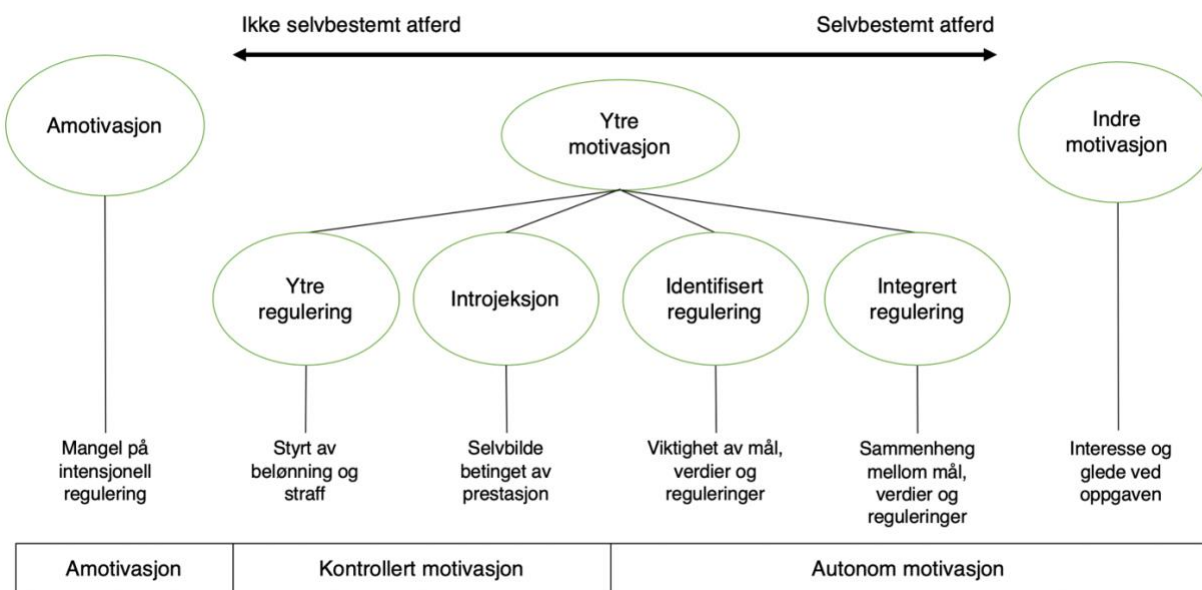 Ikke selvbestemt atferd
Selvbestemt atferd
Amotivasjon
Ytre
motivasjon
Indre
motivasjon
Ytre
regulering
Introjeksjon
Identifisert
regulering
Integrert
regulering
Mangel på
intensjonell
regulering
Styrt av
belønning og
straff
Selvbilde
betinget av
prestasjon
Viktighet av mål,
verdier og
reguleringer
Sammenheng
mellom mål,
verdier og
reguleringer
Interesse og
glede ved
oppgaven
Amotivasjon
Kontrollert motivasjon
Autonom motivasjon